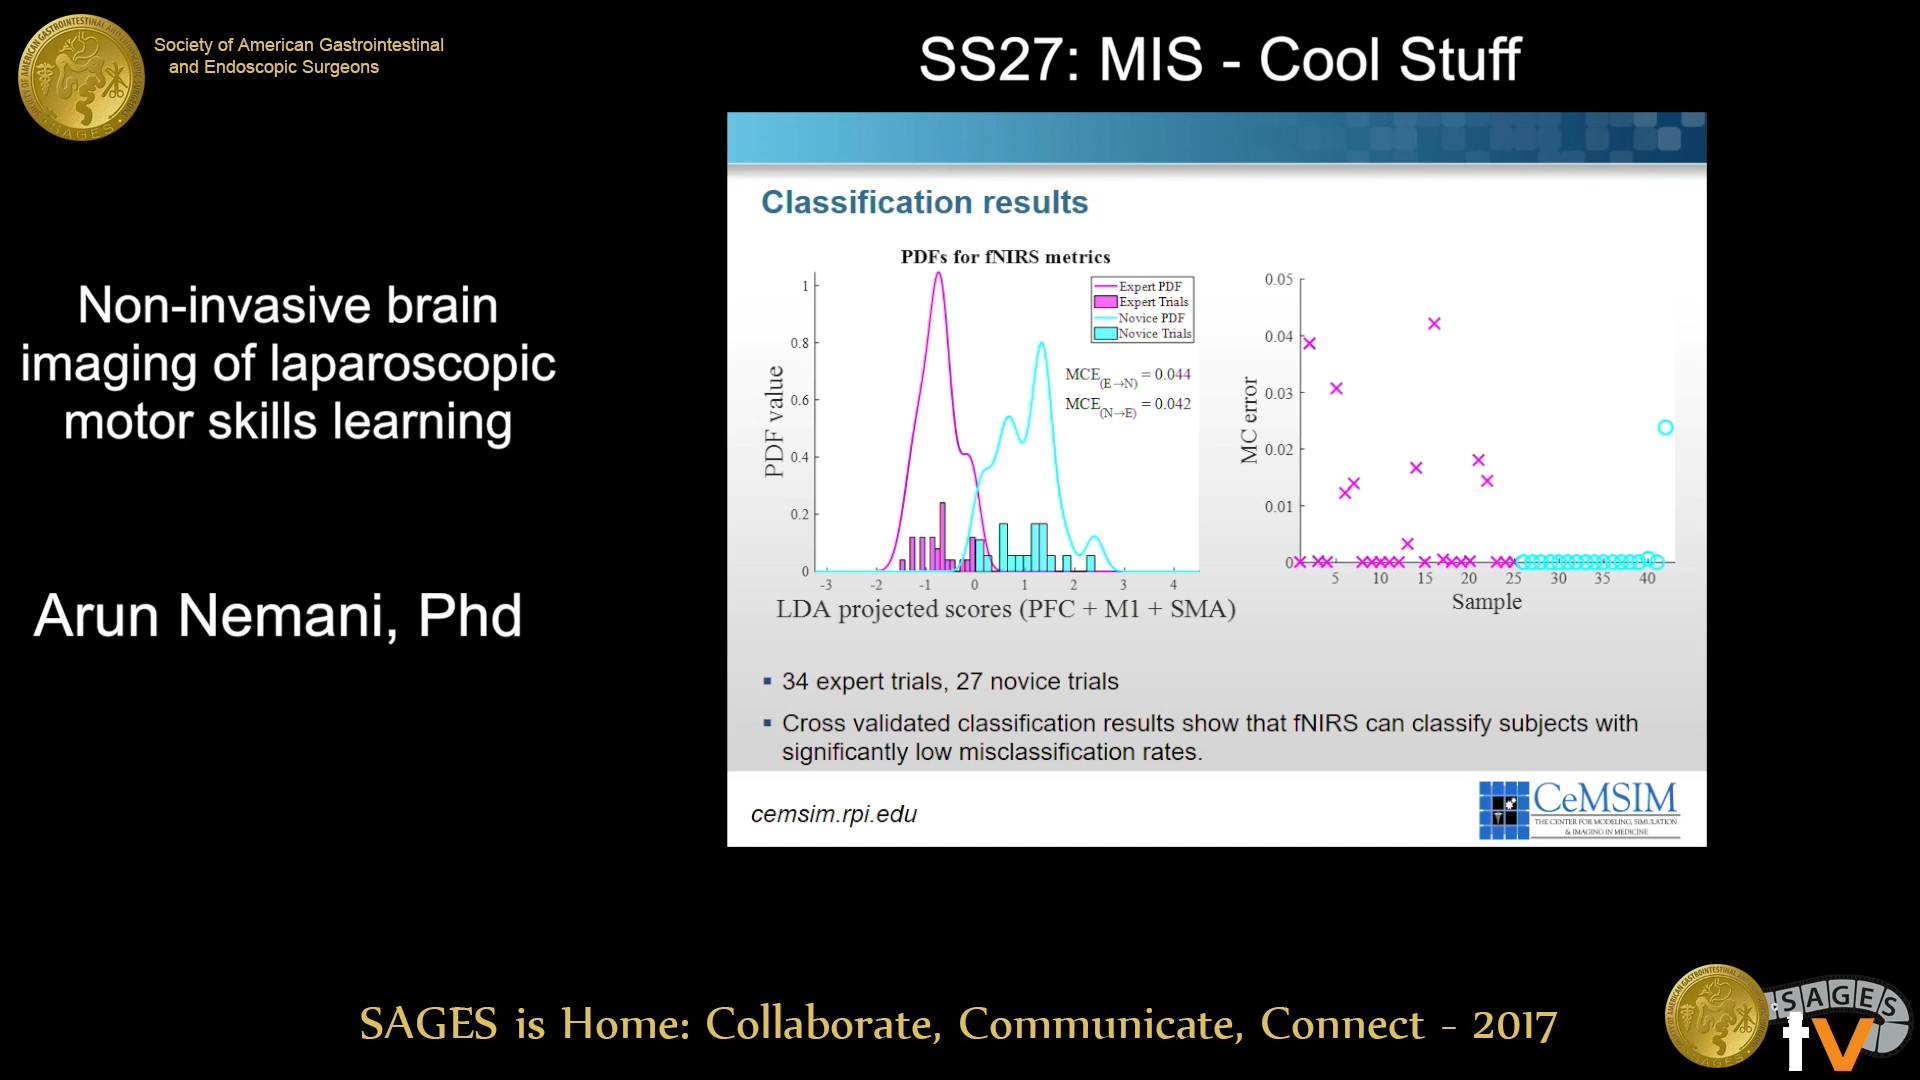 Society of American Gastrointestinal
and Endoscopic Surgeons
SS27: MIS - Cool Stuff
Non-invasive brain
imaging of laparoscopic
motor skills learning
Arun Nemani, Phd
Classification results
PDFs for fNIRS metrics
Expert PDF
Expert Trials
Novice PDF
Novice Trials
MCE(E→N) = 0.044
MCE(N→E) = 0.042
PDF value
1
0.8
0.6
0.4
0.2
0
-3 -2 -1 0 1 2 3 4
LDA projected scores (PFC + M1 + SMA)
MC error
0.05
0.04
0.03
0.02
0.01
0
5 10 15 20 25 30 35 40
Sample
▪ 34 expert trials, 27 novice trials
▪ Cross validated classification results show that fNIRS can classify subjects with
significantly low misclassification rates.
cemsim.rpi.edu
CeMSIM
THE CENTER FOR MODELING, SIMULATION
& IMAGING IN MEDICINE
SAGES is Home: Collaborate, Communicate, Connect - 2017
SAGES
tv